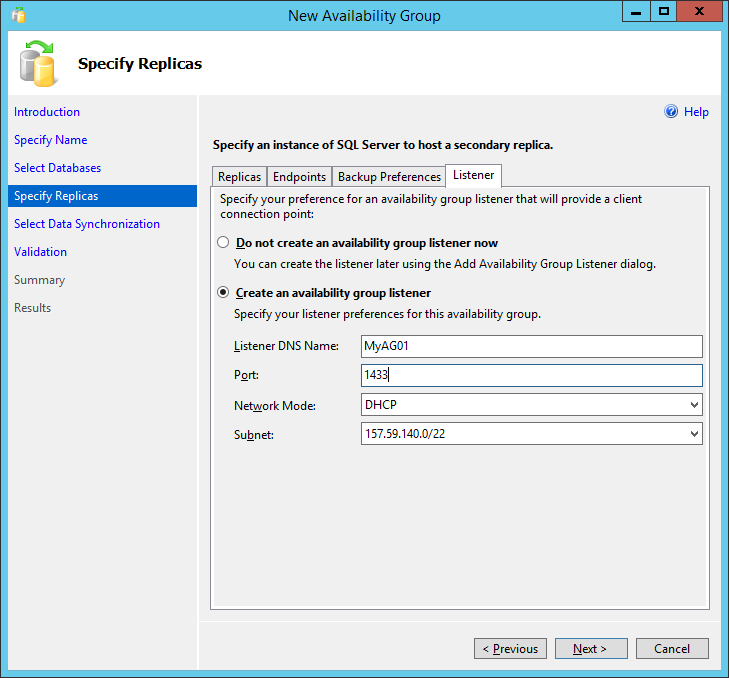 New Availability Group
Specify Replicas
Introduction
Specify Name
Select Databases
Specify Replicas
Select Data Synchronization
Validation
Summary
Results
Help
Specify an instance of SQL Server to host a secondary replica.
Replicas Endpoints Backup Preferences Listener
Specify your preference for an availability group listener that will provide a client
connection point:
Do not create an availability group listener now
You can create the listener later using the Add Availability Group Listener dialog.
Create an availability group listener
Specify your listener preferences for this availability group.
Listener DNS Name: MyAG01
Port: 1433
Network Mode: DHCP
Subnet: 157.59.140.0/22
< Previous Next > Cancel